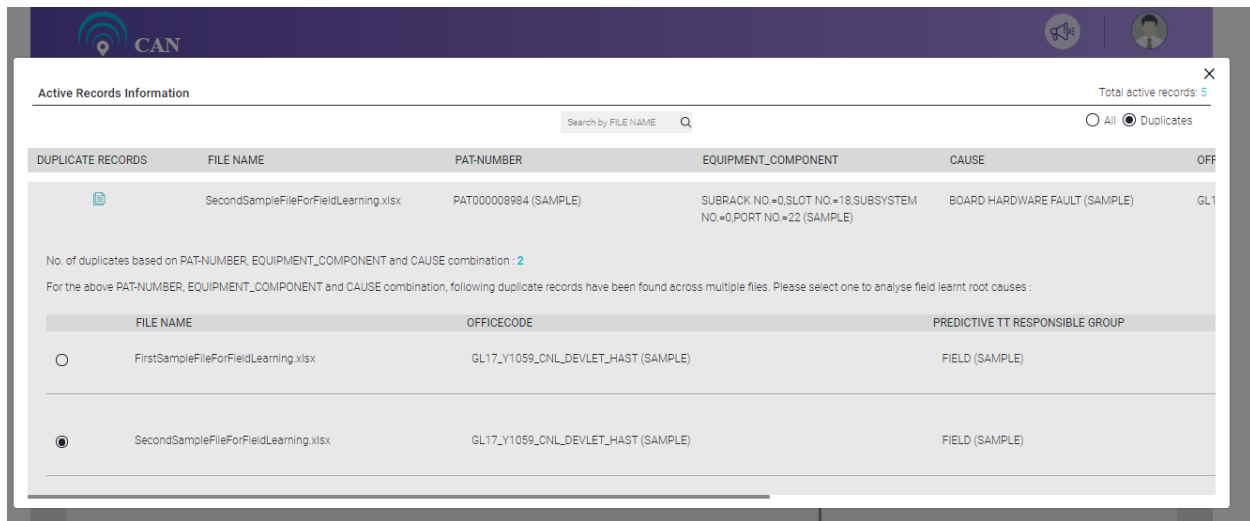 CAN
Active Records Information
Total active records: 5
Search by FILE NAME
All Duplicates
DUPLICATE RECORDS FILE NAME PAT-NUMBER EQUIPMENT_COMPONENT CAUSE OFF
SecondSampleFileForFieldLearning.xlsx PAT000008984 (SAMPLE) SUBRACK NO.=0,SLOT NO.=18,SUBSYSTEM BOARD HARDWARE FAULT (SAMPLE) GL1
NO.=0,PORT NO.=22 (SAMPLE)
No. of duplicates based on PAT-NUMBER, EQUIPMENT_COMPONENT and CAUSE combination : 2
For the above PAT-NUMBER, EQUIPMENT_COMPONENT and CAUSE combination, following duplicate records have been found across multiple files. Please select one to analyse field learnt root causes :
FILE NAME OFFICECODE PREDICTIVE TT RESPONSIBLE GROUP
FirstSampleFileForFieldLearning.xlsx GL17_Y1059_CNL_DEVLET_HAST (SAMPLE) FIELD (SAMPLE)
SecondSampleFileForFieldLearning.xlsx GL17_Y1059_CNL_DEVLET_HAST (SAMPLE) FIELD (SAMPLE)